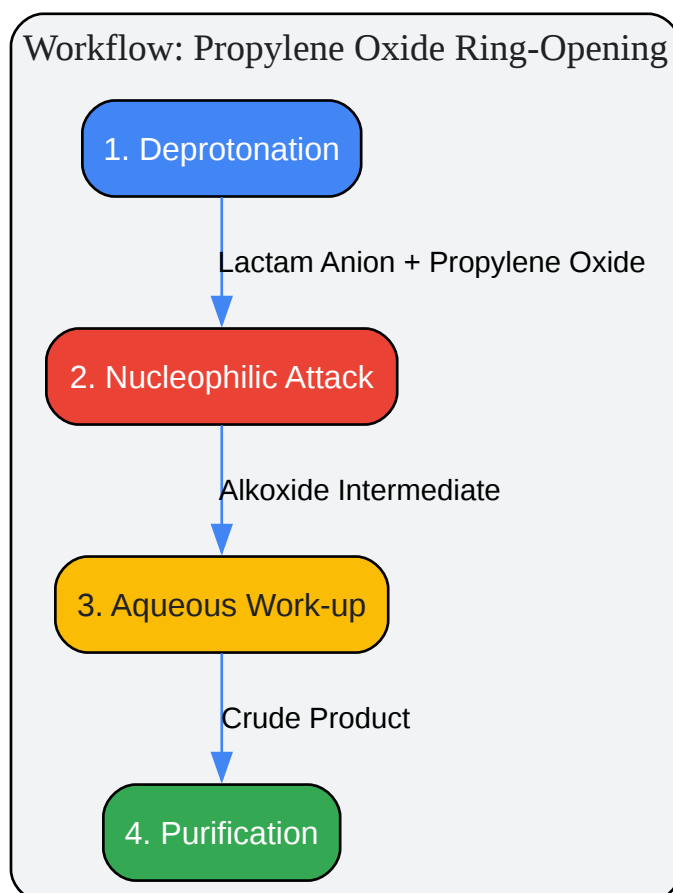 Workflow: Propylene Oxide Ring-Opening
1. Deprotonation
Lactam Anion + Propylene Oxide
2. Nucleophilic Attack
Alkoxide Intermediate
3. Aqueous Work-up
Crude Product
4. Purification